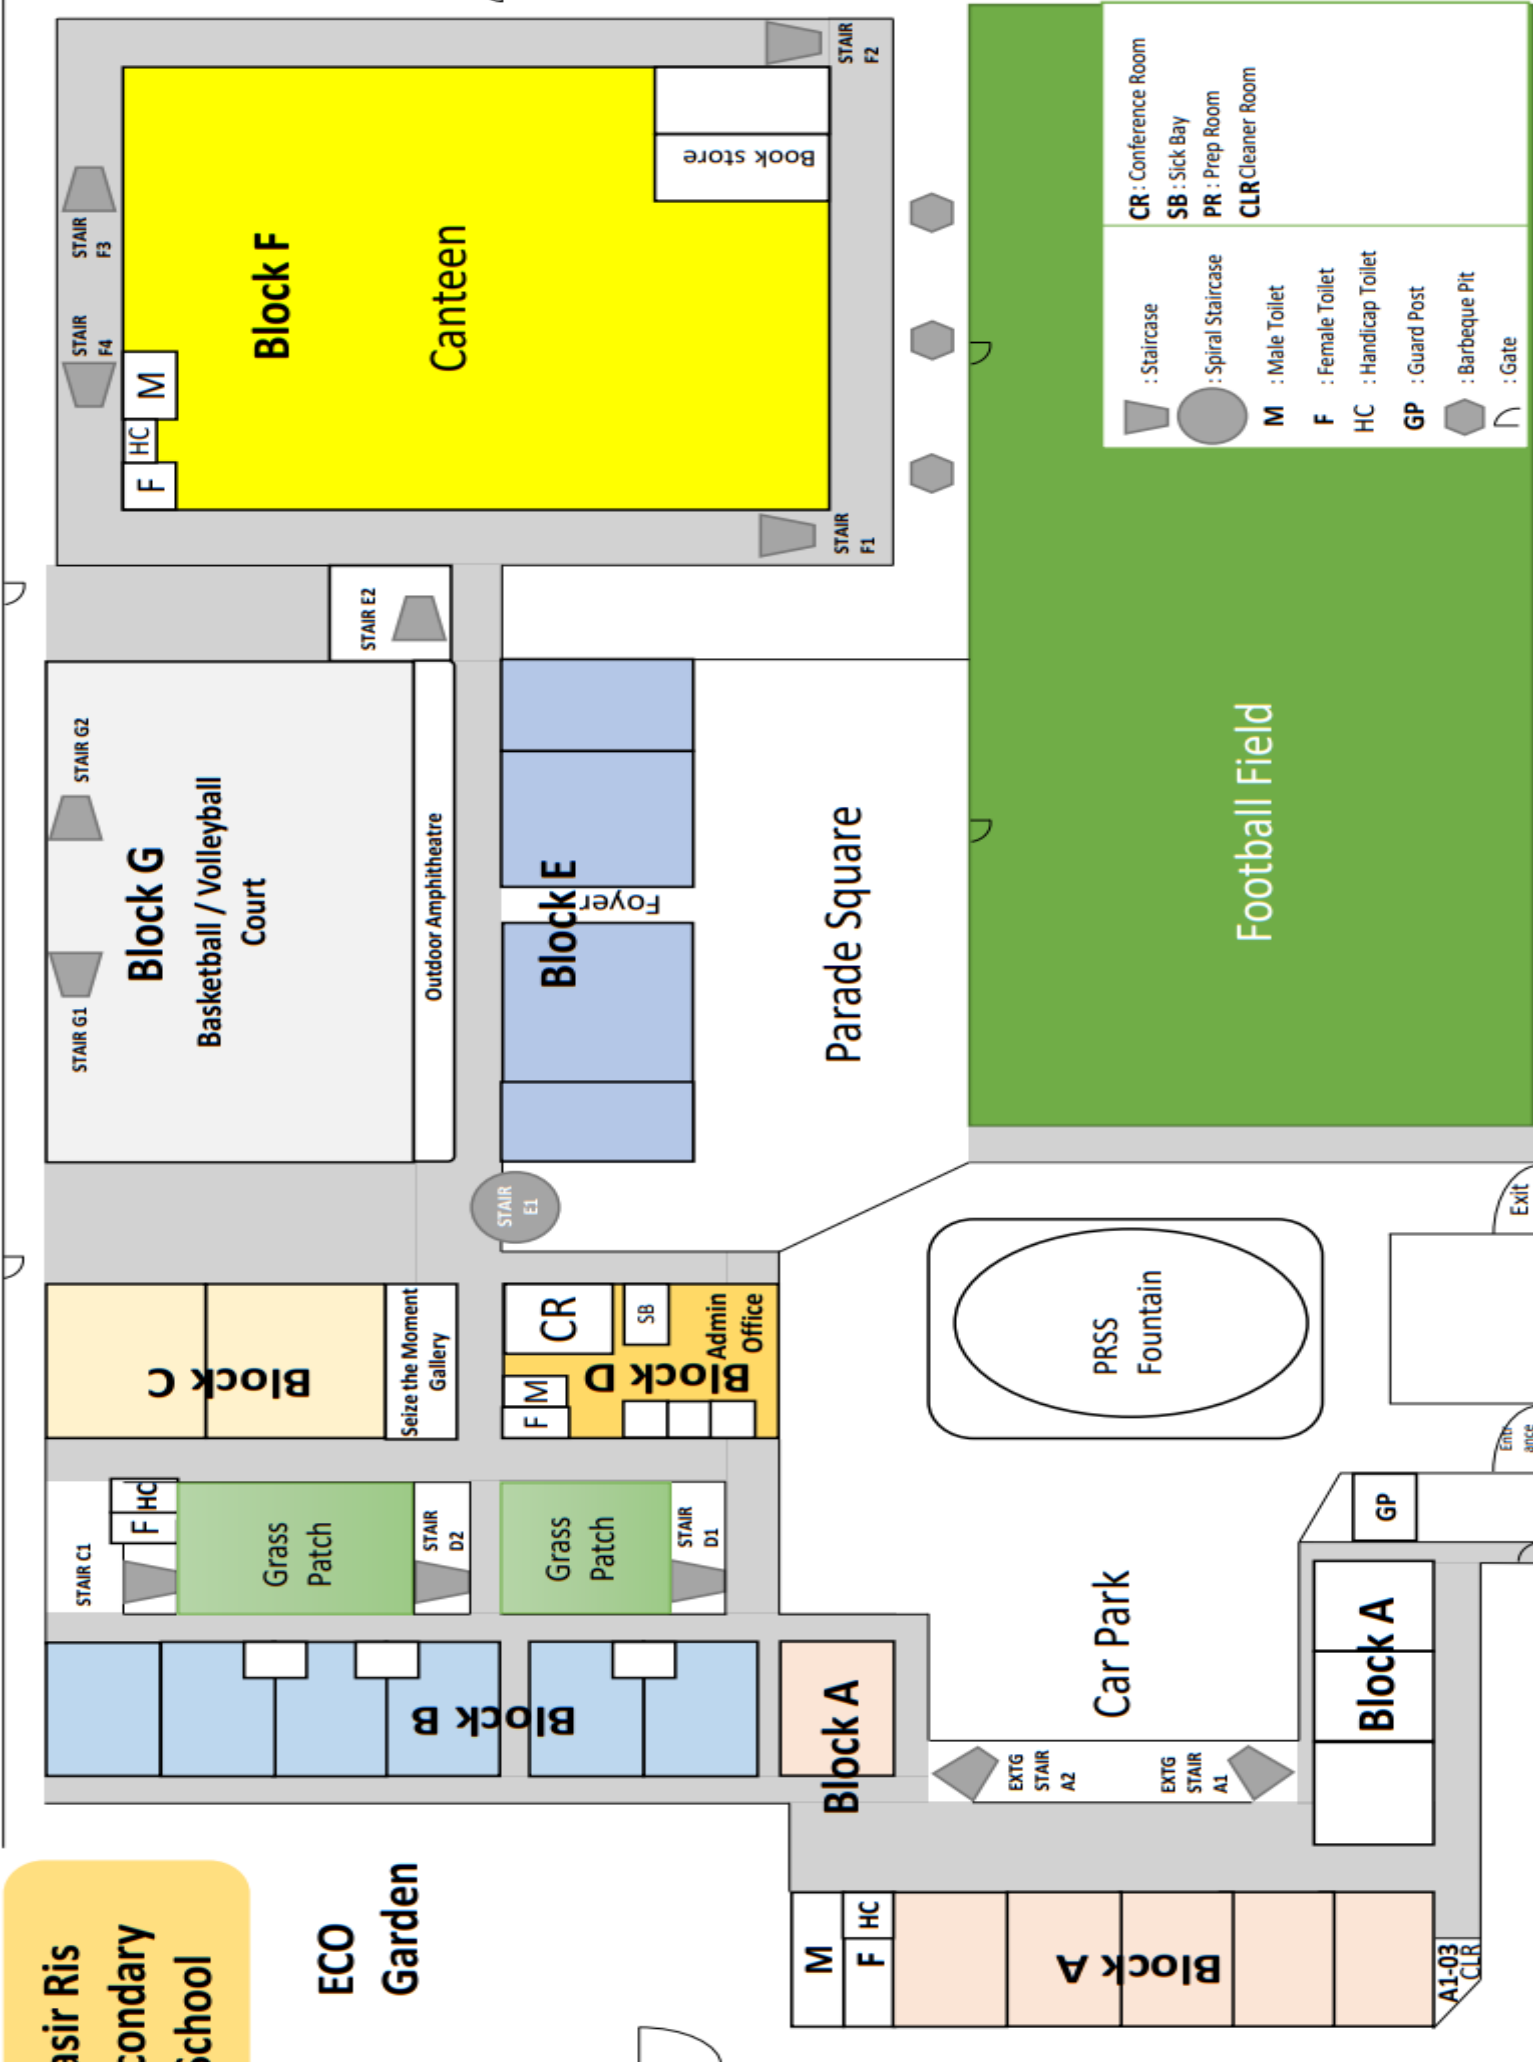 asir Ris
condary
School
ECO
Garden
STAIR
F3
STAIR
F4
STAIR
F2
STAIR
F1
Block F
Canteen
Book store
M
HC
F
STAIR E2
STAIR G2
STAIR G1
Block G
Basketball / Volleyball
Court
Outdoor Amphitheatre
Block E
Foyer
Parade Square
Football Field
STAIR
E1
Block C
Seize the Moment
Gallery
CR
SB
Admin
Office
Block D
M
F
PRSS
Fountain
Exit
Entr
ance
STAIR C1
HC
F
Grass
Patch
STAIR
D2
Grass
Patch
STAIR
D1
GP
Block B
Block A
Car Park
Block A
EXTG
STAIR
A2
EXTG
STAIR
A1
M
HC
F
Block A
A1-03
CLR
: Staircase
: Spiral Staircase
M : Male Toilet
F : Female Toilet
HC : Handicap Toilet
GP : Guard Post
: Barbeque Pit
: Gate
CR : Conference Room
SB : Sick Bay
PR : Prep Room
CLR Cleaner Room